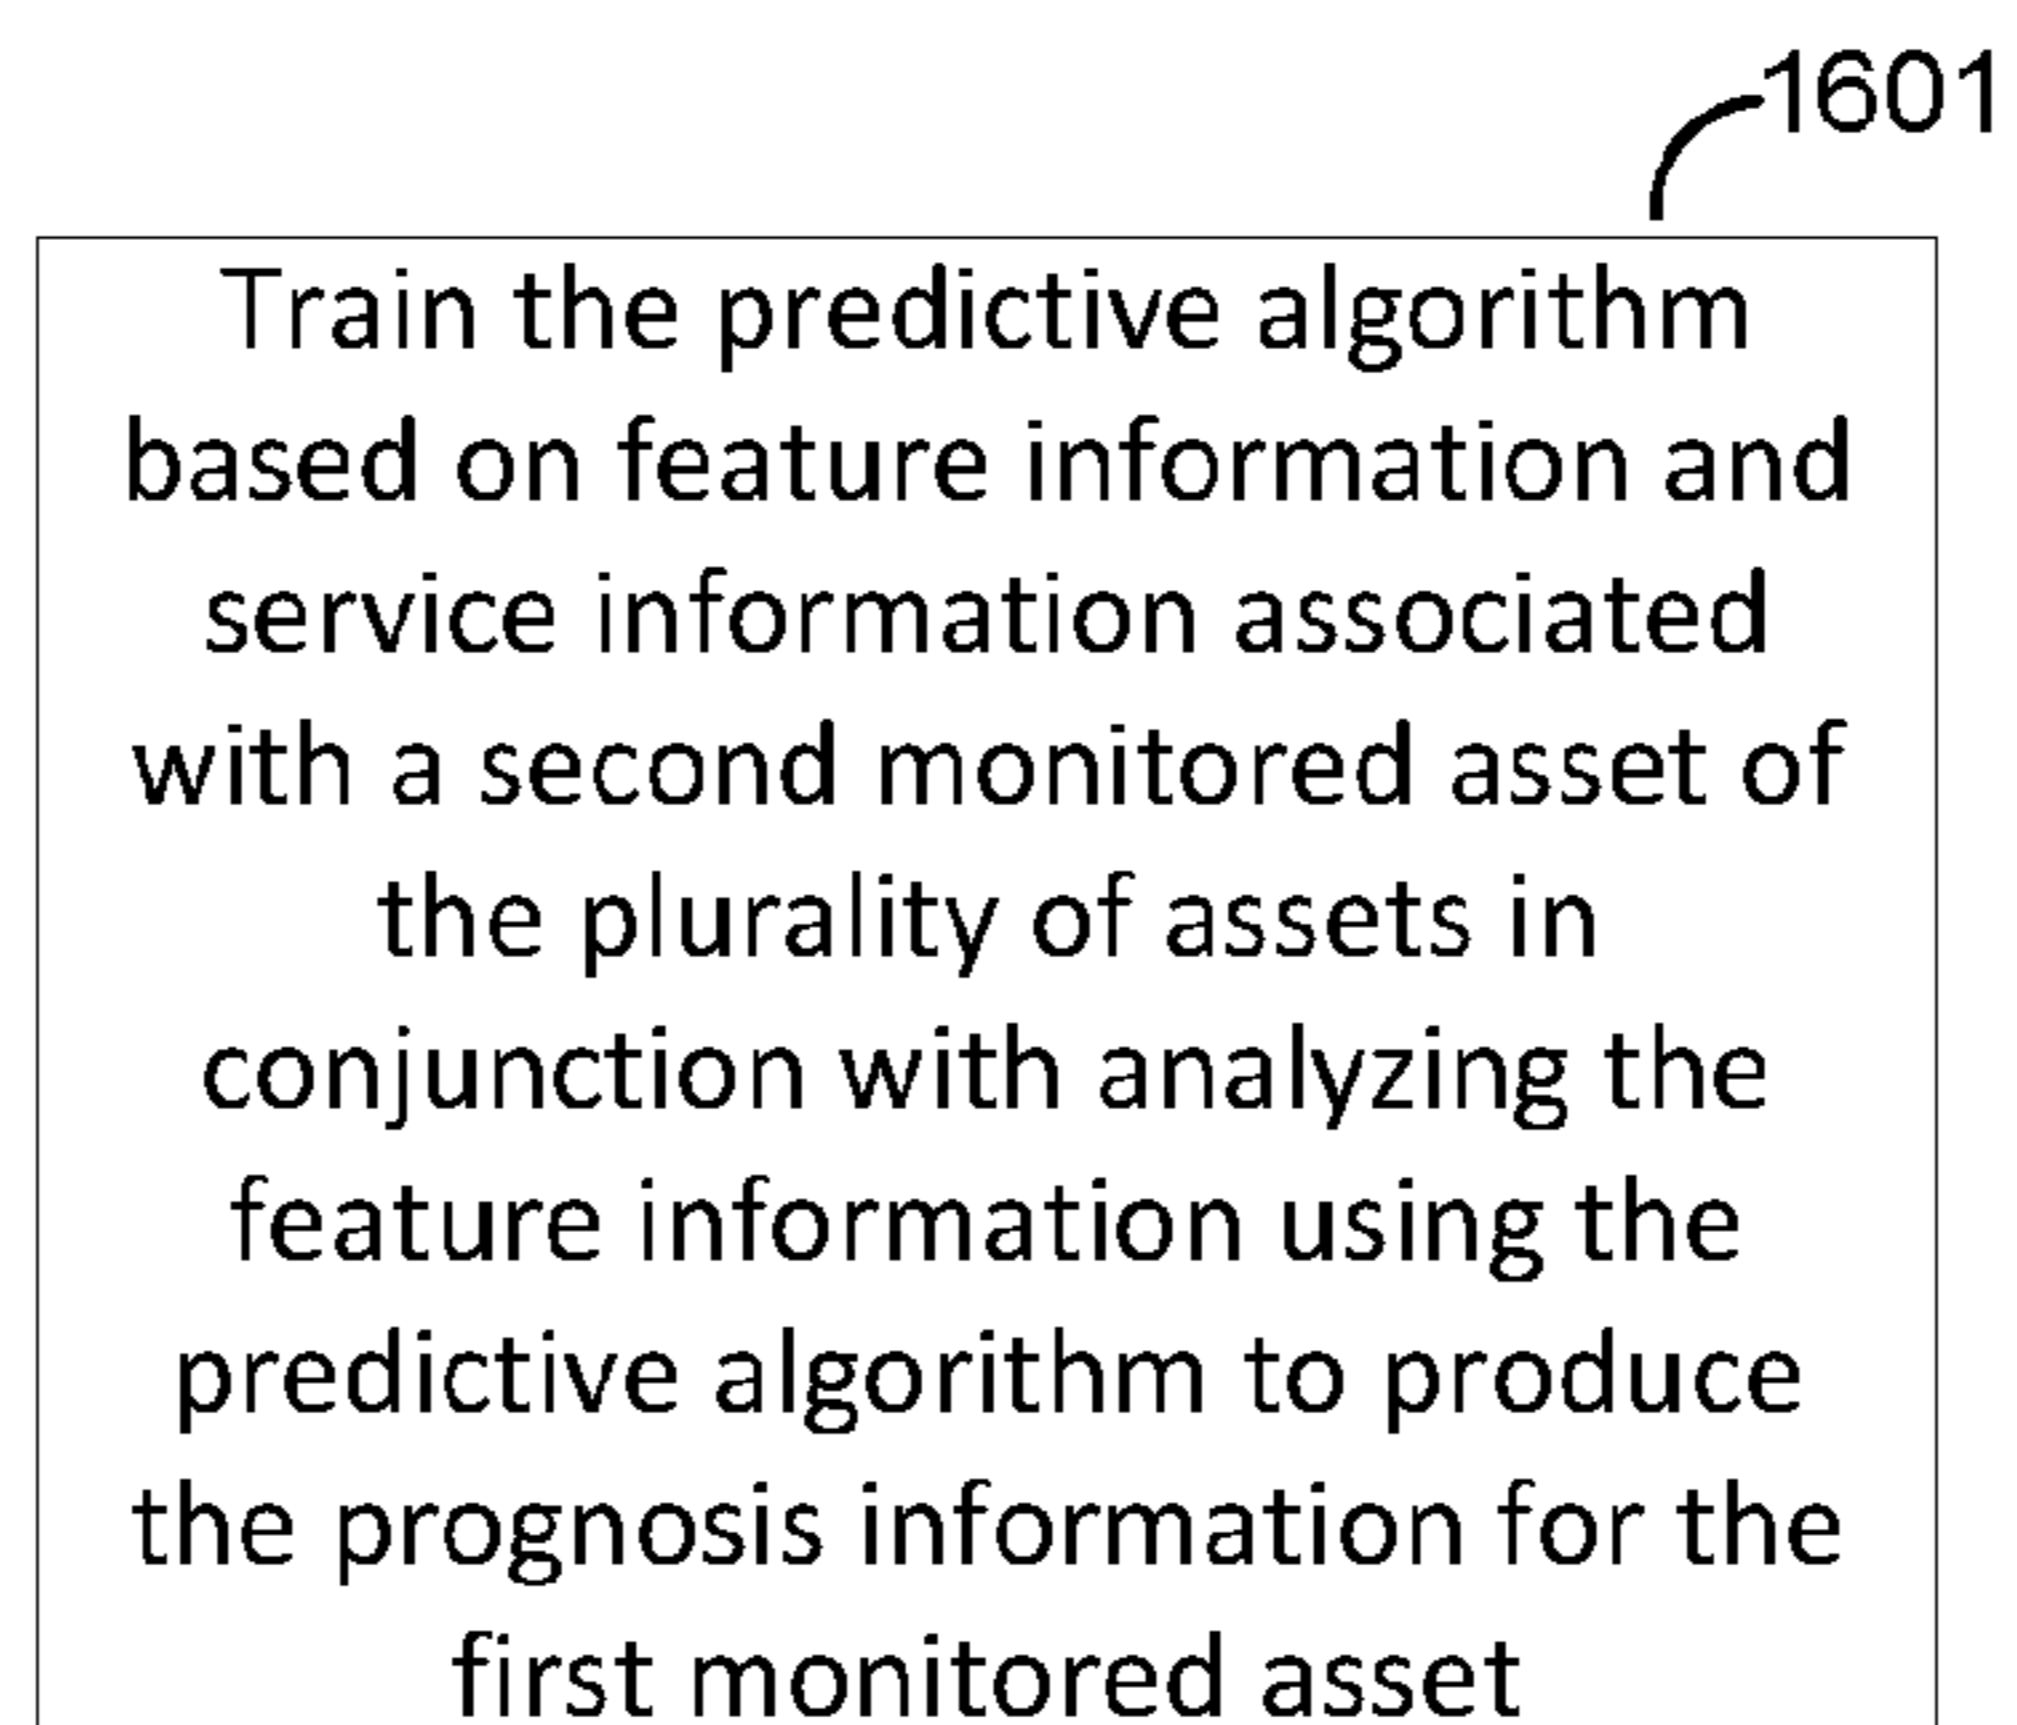 1601
Train the predictive algorithm
based on feature information and
service information associated
with a second monitored asset of
the plurality of assets in
conjunction with analyzing the
feature information using the
predictive algorithm to produce
the prognosis information for the
first monitored asset